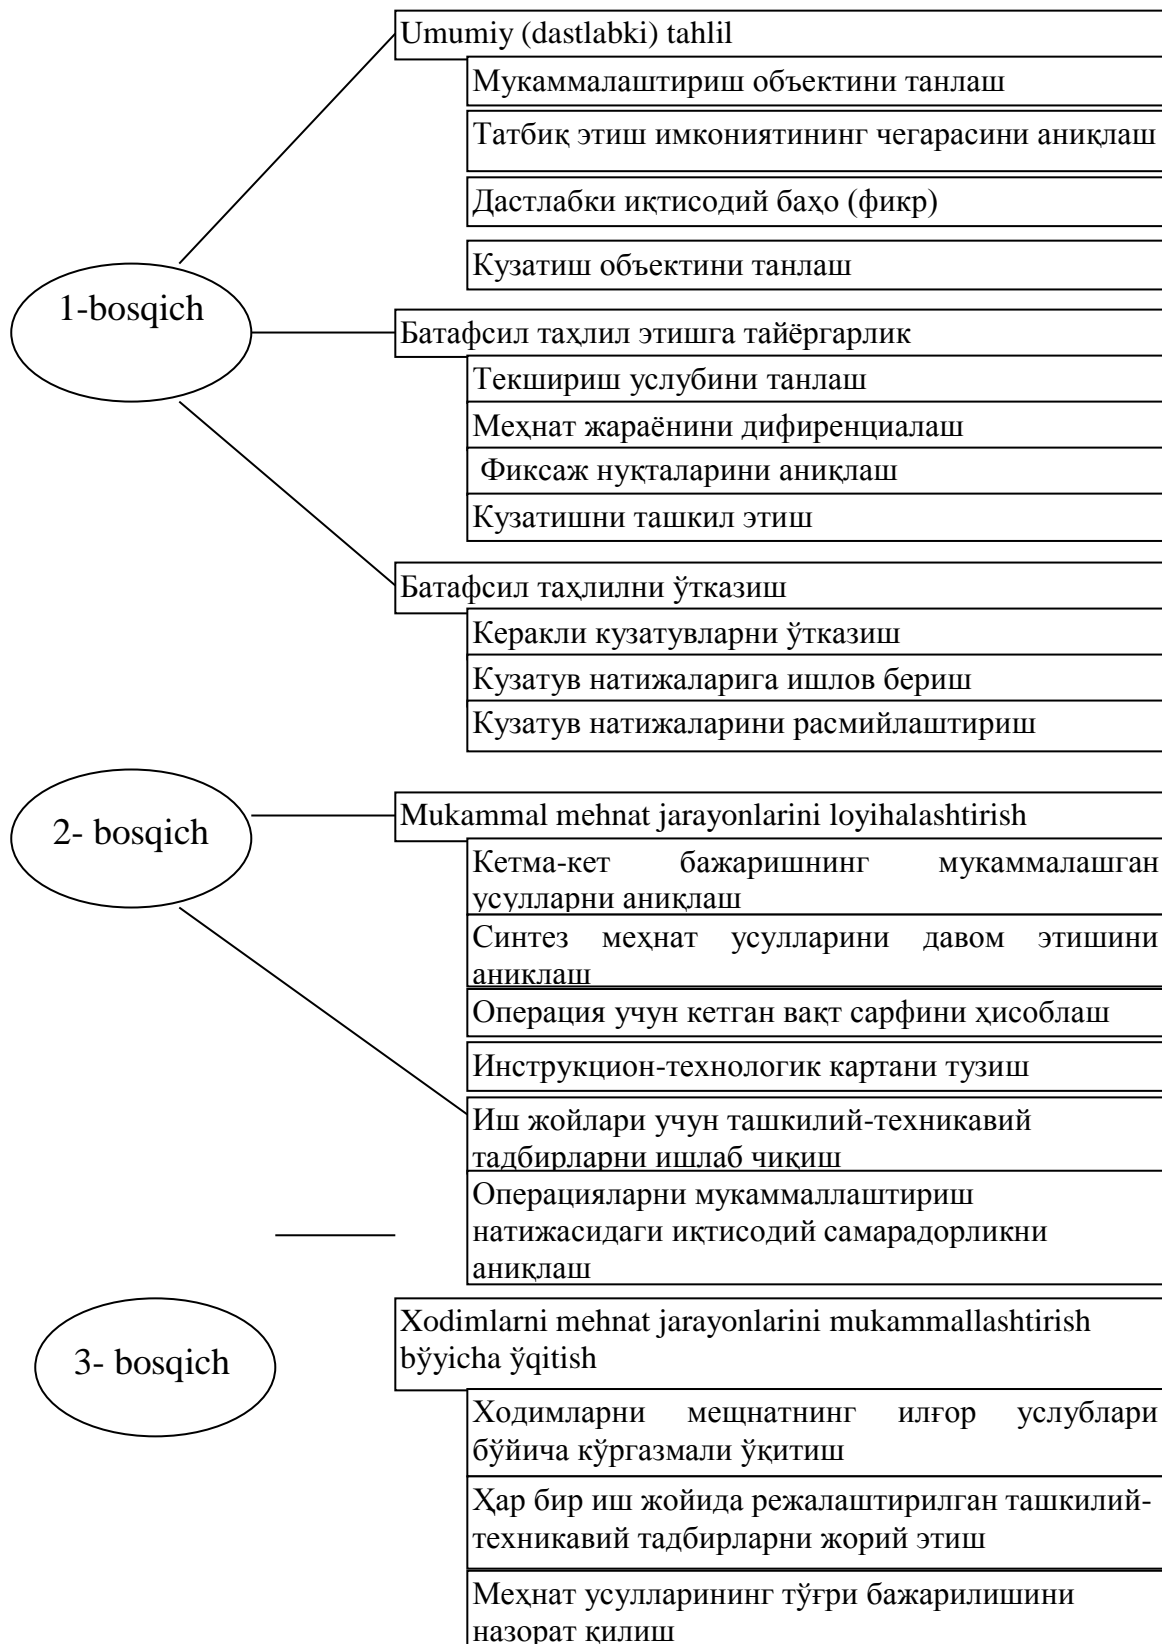 Umumiy (dastlabki) tahlil
Мукаммалаштириш объектини танлаш
Татбиқ этиш имкониятининг чегарасини аниқлаш
Дастлабки иқтисодий баҳо (фикр)
Кузатиш объектини танлаш
1-bosqich
Батафсил таҳлил этишга тайёргарлик
Текшириш услубини танлаш
Меҳнат жараёнини дифиренциалаш
Фиксаж нуқталарини аниқлаш
Кузатишни ташкил этиш
Батафсил таҳлилни ўтказиш
Керакли кузатувларни ўтказиш
Кузатув натижаларига ишлов бериш
Кузатув натижаларини расмийлаштириш
2- bosqich
Mukammal mehnat jarayonlarini loyihalashtirish
Кетма-кет бажаришнинг мукаммалашган
усулларни аниқлаш
Синтез меҳнат усулларини давом этишини
аниқлаш
Операция учун кетган вақт сарфини ҳисоблаш
Инструкцион-технологик картани тузиш
Иш жойлари учун ташкилий-техникавий
тадбирларни ишлаб чиқиш
Операцияларни мукаммаллаштириш
натижасидаги иқтисодий самарадорликни
аниқлаш
3- bosqich
Xodimlarni mehnat jarayonlarini mukammallashtirish
bўyicha ўqitish
Ходимларни мещнатнинг илғор услублари
бўйича кўргазмали ўқитиш
Ҳар бир иш жойида режалаштирилган ташкилий-
техникавий тадбирларни жорий этиш
Меҳнат усулларининг тўғри бажарилишини
назорат қилиш